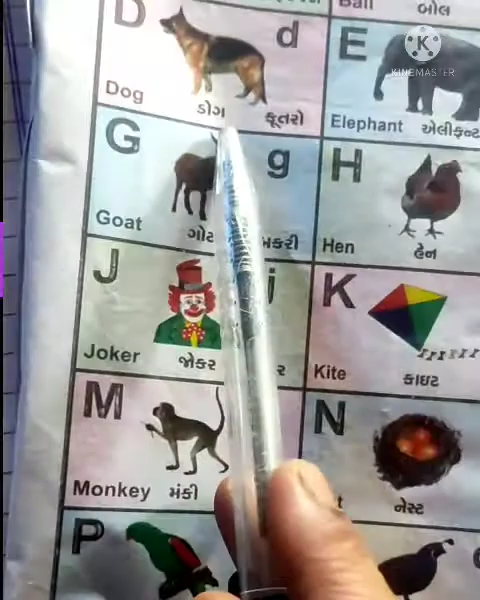 Ball બોલ
D d
Dog ડોગ કૂતરો
E
Elephant એલીફન્ટ
K
KINEMASTER
G g
Goat
H
Hen હેન
J j
Joker જોકર
K
Kite કાઇટ
M
Monkey મંકી
N
નેસ્ટ
P